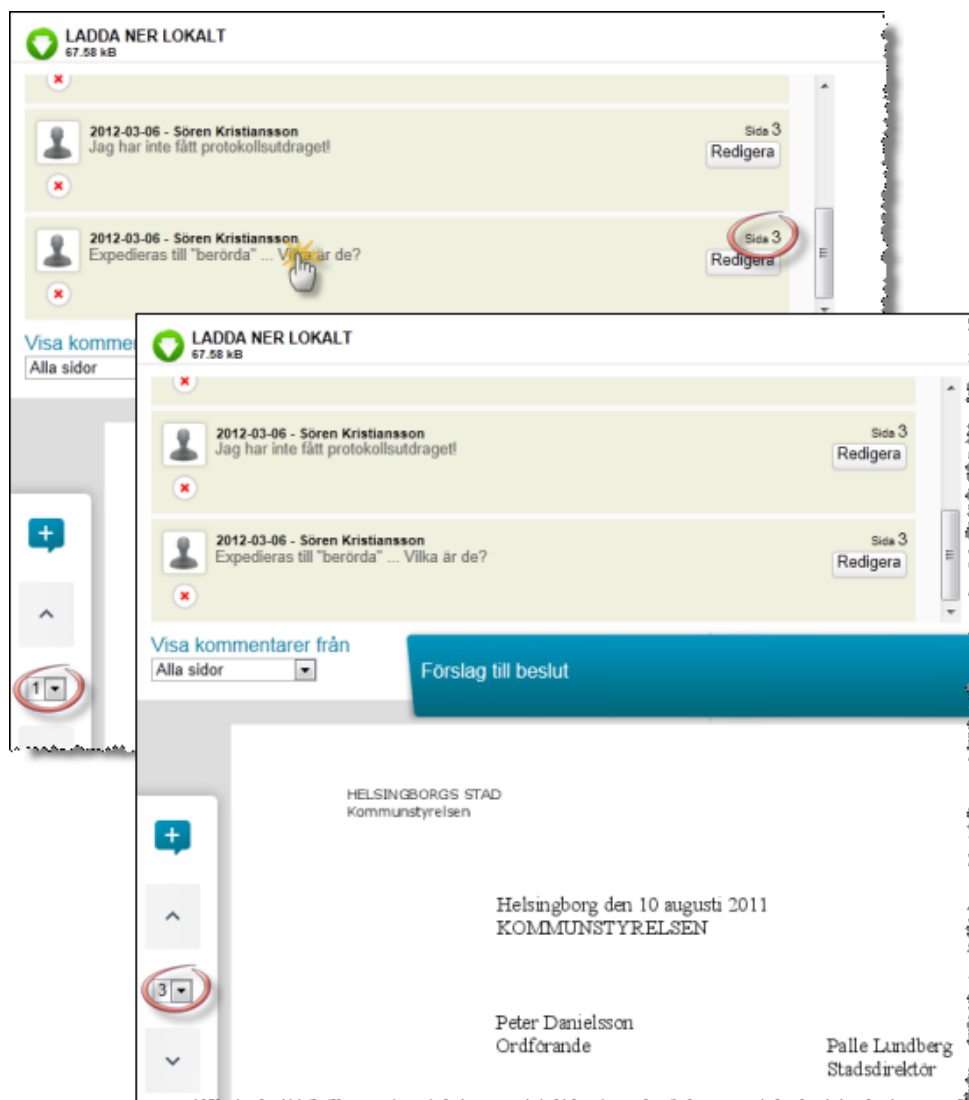 LADDA NER LOKALT
67.58 kB
2012-03-06 - Sören Kristiansson
Sida 3
Jag har inte fått protokollsutdraget!
Redigera
2012-03-06 - Sören Kristiansson
Sida 3
Expedieras till "berörda" ... Vilka är de?
Redigera
Visa komme
Alla sidor
1
LADDA NER LOKALT
67.58 kB
2012-03-06 - Sören Kristiansson
Sida 3
Jag har inte fått protokollsutdraget!
Redigera
2012-03-06 - Sören Kristiansson
Sida 3
Expedieras till "berörda" ... Vilka är de?
Redigera
Visa kommentarer från
Alla sidor
Förslag till beslut
HELSINGBORGS STAD
Kommunstyrelsen
Helsingborg den 10 augusti 2011
KOMMUNSTYRELSEN
3
Peter Danielsson
Ordförande
Palle Lundberg
Stadsdirektör